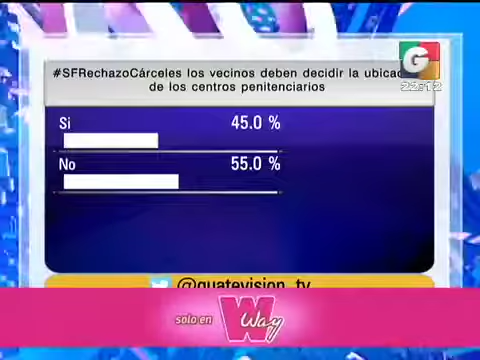 #SFRechazoCárceles los vecinos deben decidir la
de los centros penitenciarios
G
22:12
Si 45.0 %
No 55.0 %
@guatevision_tv
solo en W Way